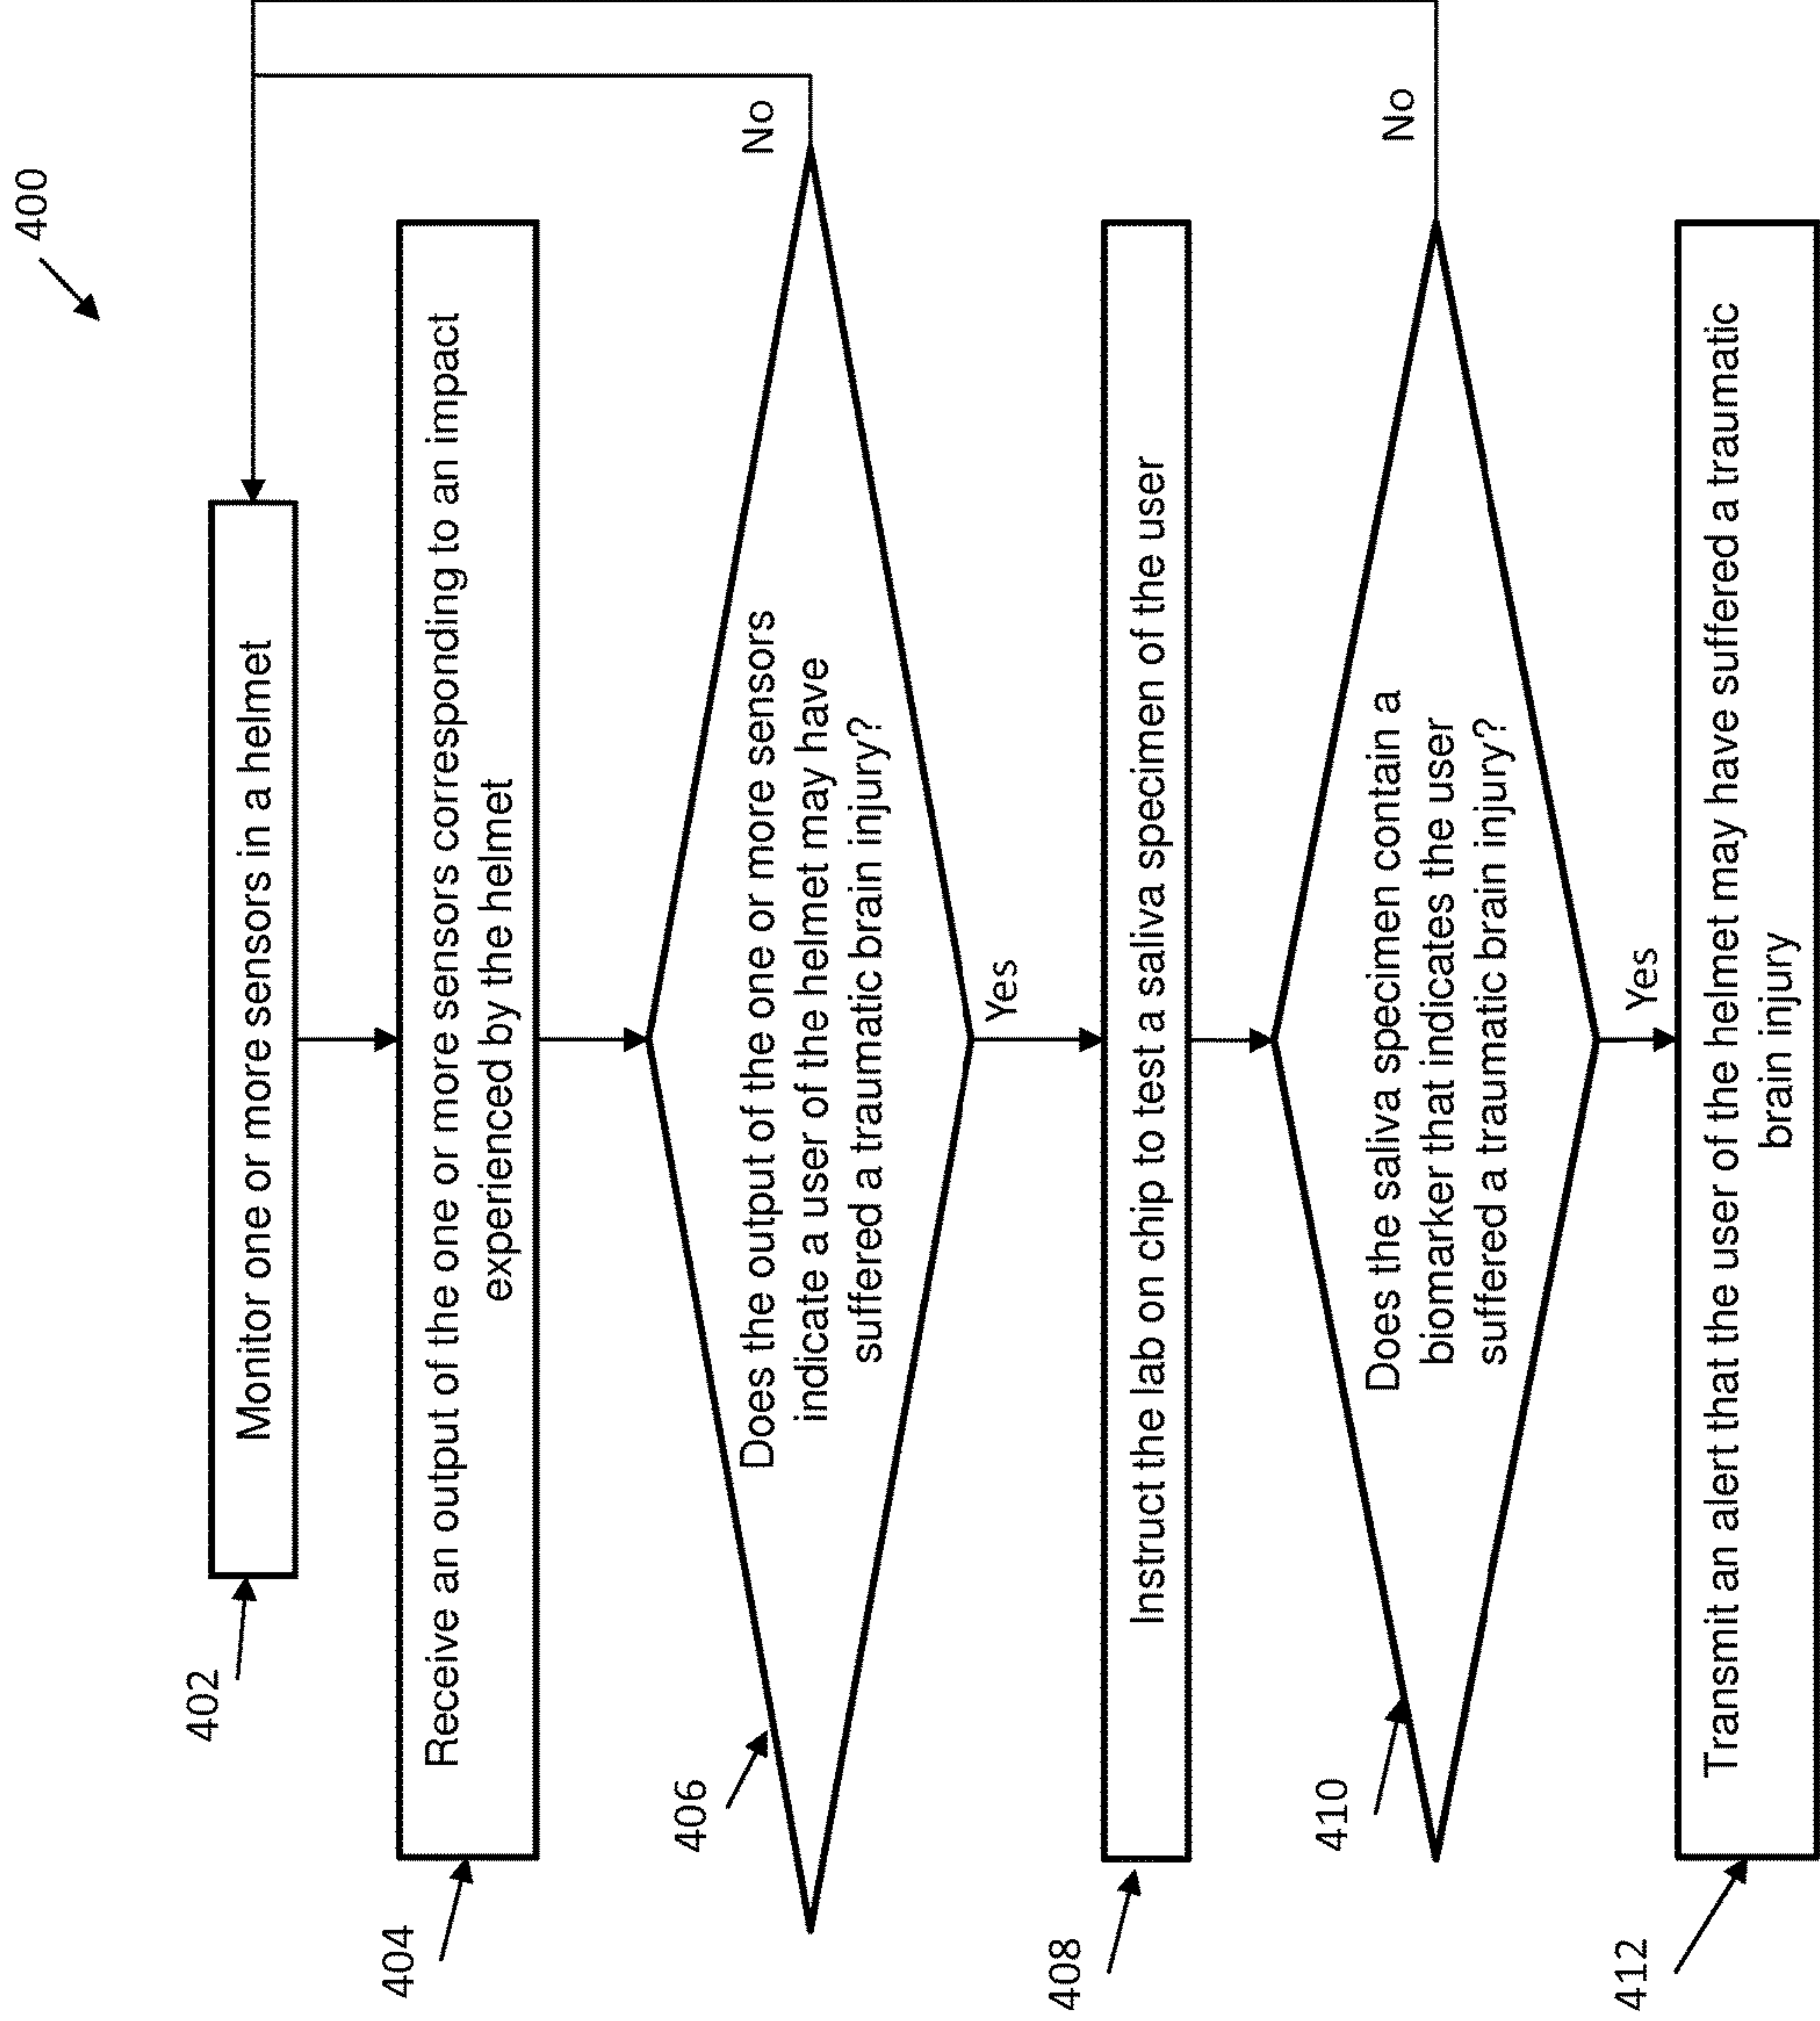 400
402
Monitor one or more sensors in a helmet
404
Receive an output of the one or more sensors corresponding to an impact
experienced by the helmet
406
Does the output of the one or more sensors
indicate a user of the helmet may have
suffered a traumatic brain injury?
No
Yes
408
Instruct the lab on chip to test a saliva specimen of the user
410
Does the saliva specimen contain a
biomarker that indicates the user
suffered a traumatic brain injury?
No
Yes
412
Transmit an alert that the user of the helmet may have suffered a traumatic
brain injury